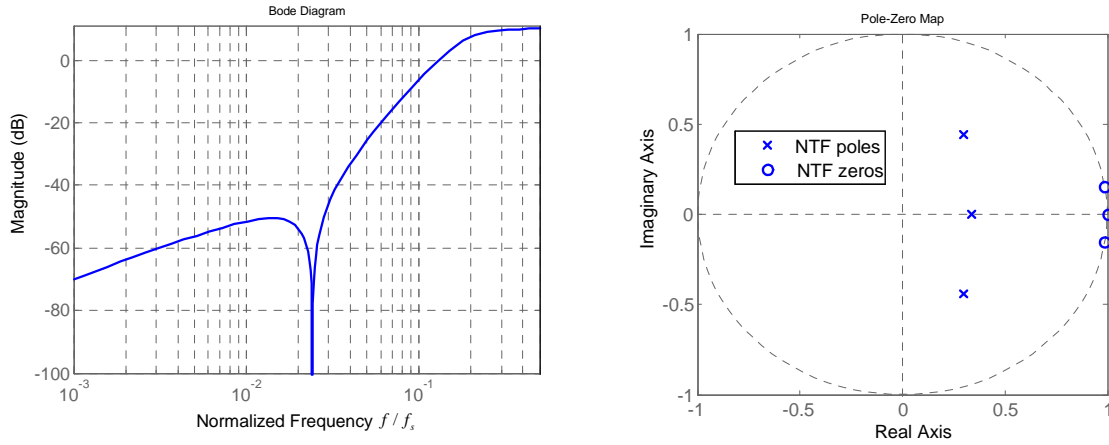 Bode Diagram
Magnitude (dB)
0
-20
-40
-60
-80
-100
10^-3
10^-2
10^-1
Normalized Frequency f / f_s
Pole-Zero Map
Imaginary Axis
1
0.5
0
-0.5
-1
NTF poles
NTF zeros
-1
-0.5
0
0.5
1
Real Axis